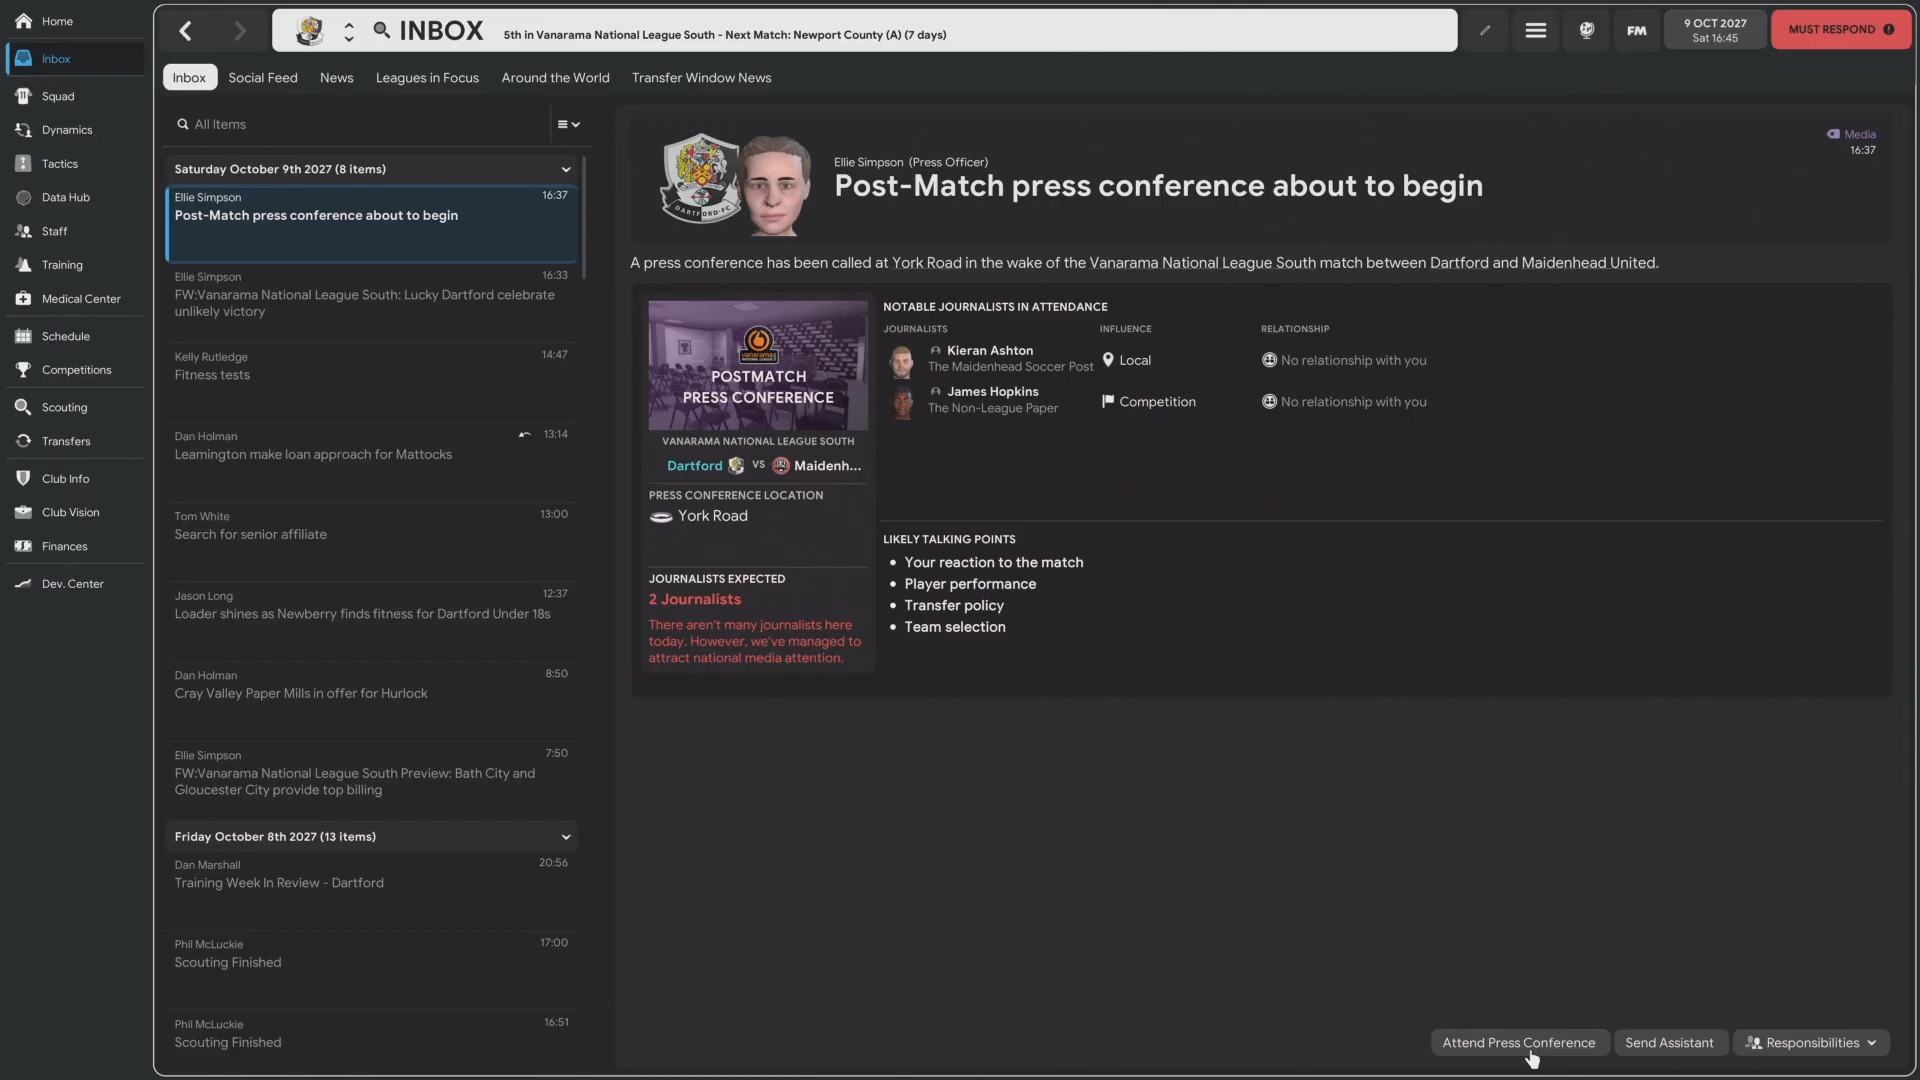 Home
Inbox
Squad
Dynamics
Tactics
Data Hub
Staff
Training
Medical Center
Schedule
Competitions
Scouting
Transfers
Club Info
Club Vision
Finances
Dev. Center
INBOX
5th in Vanarama National League South - Next Match: Newport County (A) (7 days)
FM
9 OCT 2027
Sat 16:45
MUST RESPOND
Inbox Social Feed News Leagues in Focus Around the World Transfer Window News
All Items
Saturday October 9th 2027 (8 items)
Ellie Simpson 16:37
Post-Match press conference about to begin
Ellie Simpson 16:33
FW:Vanarama National League South: Lucky Dartford celebrate
unlikely victory
Kelly Rutledge 14:47
Fitness tests
Dan Holman 13:14
Leamington make loan approach for Mattocks
Tom White 13:00
Search for senior affiliate
Jason Long 12:37
Loader shines as Newberry finds fitness for Dartford Under 18s
Dan Holman 8:50
Cray Valley Paper Mills in offer for Hurlock
Ellie Simpson 7:50
FW:Vanarama National League South Preview: Bath City and
Gloucester City provide top billing
Friday October 8th 2027 (13 items)
Dan Marshall 20:56
Training Week In Review - Dartford
Phil McLuckie 17:00
Scouting Finished
Phil McLuckie 16:51
Scouting Finished
DARTFORD FC
Ellie Simpson (Press Officer)
Post-Match press conference about to begin
Media
16:37
A press conference has been called at York Road in the wake of the Vanarama National League South match between Dartford and Maidenhead United.
vanarama
NATIONAL LEAGUE
POSTMATCH
PRESS CONFERENCE
VANARAMA NATIONAL LEAGUE SOUTH
Dartford VS Maidenh...
PRESS CONFERENCE LOCATION
York Road
JOURNALISTS EXPECTED
2 Journalists
There aren't many journalists here
today. However, we've managed to
attract national media attention.
NOTABLE JOURNALISTS IN ATTENDANCE
JOURNALISTS INFLUENCE RELATIONSHIP
Kieran Ashton
The Maidenhead Soccer Post
Local
No relationship with you
James Hopkins
The Non-League Paper
Competition
No relationship with you
LIKELY TALKING POINTS
• Your reaction to the match
• Player performance
• Transfer policy
• Team selection
Attend Press Conference Send Assistant Responsibilities